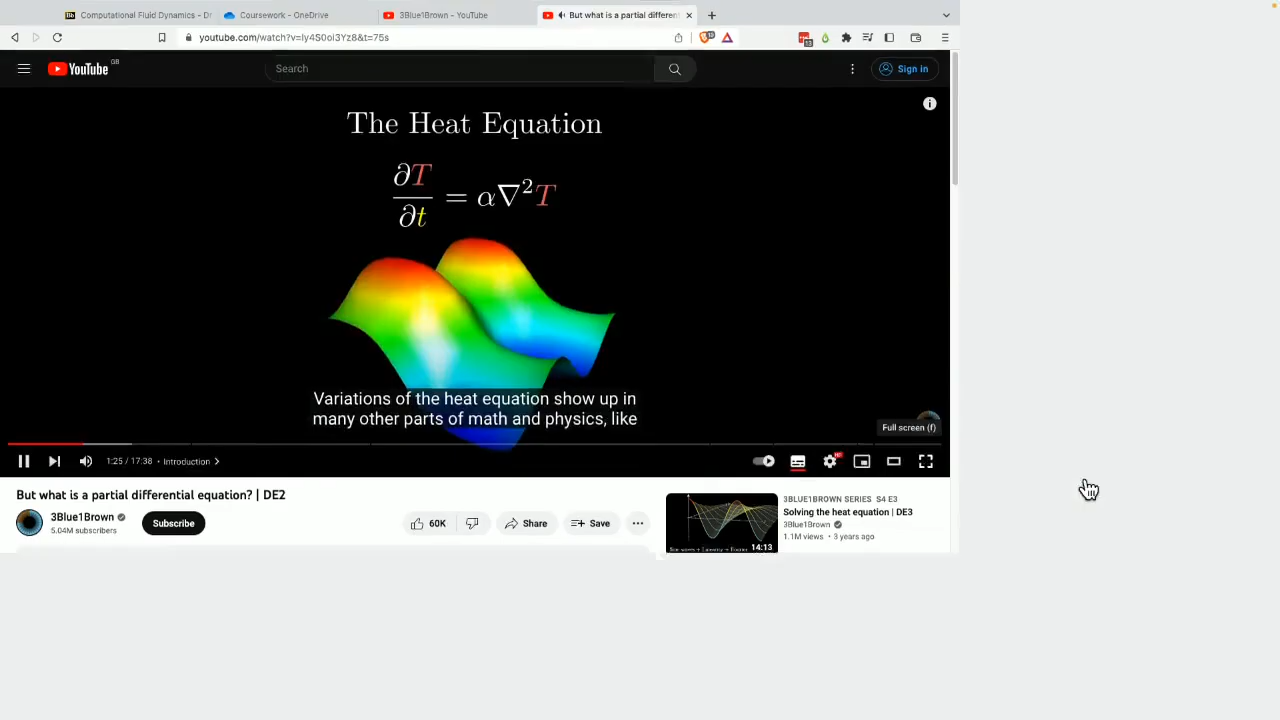 Computational Fluid Dynamics - D
Coursework - OneDrive
3Blue1Brown - YouTube
But what is a partial different
youtube.com/watch?v=ly4S0oi3Yz8&t=75s
YouTube GB
Search
Sign in
The Heat Equation
∂T/∂t = α∇²T
Variations of the heat equation show up in
many other parts of math and physics, like
Full screen (f)
1:25 / 17:38 • Introduction >
HD
But what is a partial differential equation? | DE2
3Blue1Brown
5.04M subscribers
Subscribe
60K
Share
Save
3BLUE1BROWN SERIES S4 E3
Solving the heat equation | DE3
3Blue1Brown
1.1M views • 3 years ago
14:13